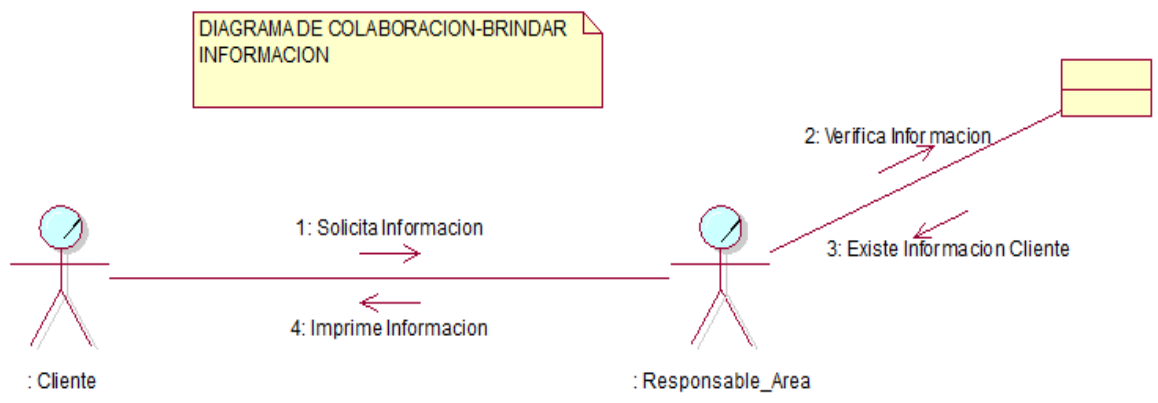 DIAGRAMA DE COLABORACION-BRINDAR
INFORMACION
2: Verifica Informacion
1: Solicita Informacion
3: Existe Informacion Cliente
4: Imprime Informacion
: Cliente
: Responsable_Area